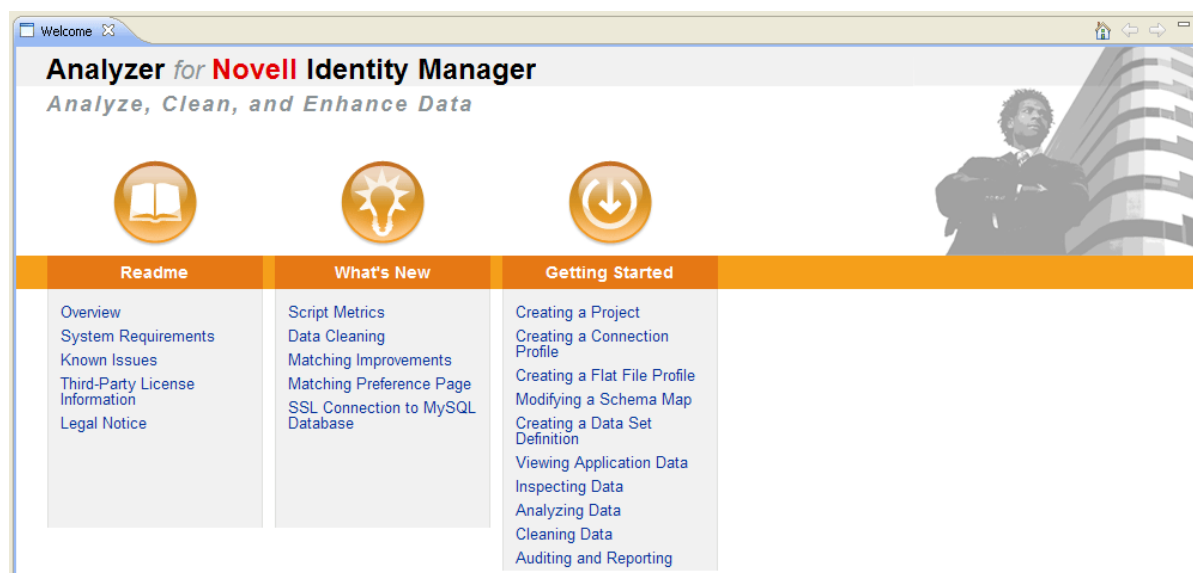 Welcome
Analyzer for Novell Identity Manager
Analyze, Clean, and Enhance Data
Readme
Overview
System Requirements
Known Issues
Third-Party License
Information
Legal Notice
What's New
Script Metrics
Data Cleaning
Matching Improvements
Matching Preference Page
SSL Connection to MySQL
Database
Getting Started
Creating a Project
Creating a Connection
Profile
Creating a Flat File Profile
Modifying a Schema Map
Creating a Data Set
Definition
Viewing Application Data
Inspecting Data
Analyzing Data
Cleaning Data
Auditing and Reporting